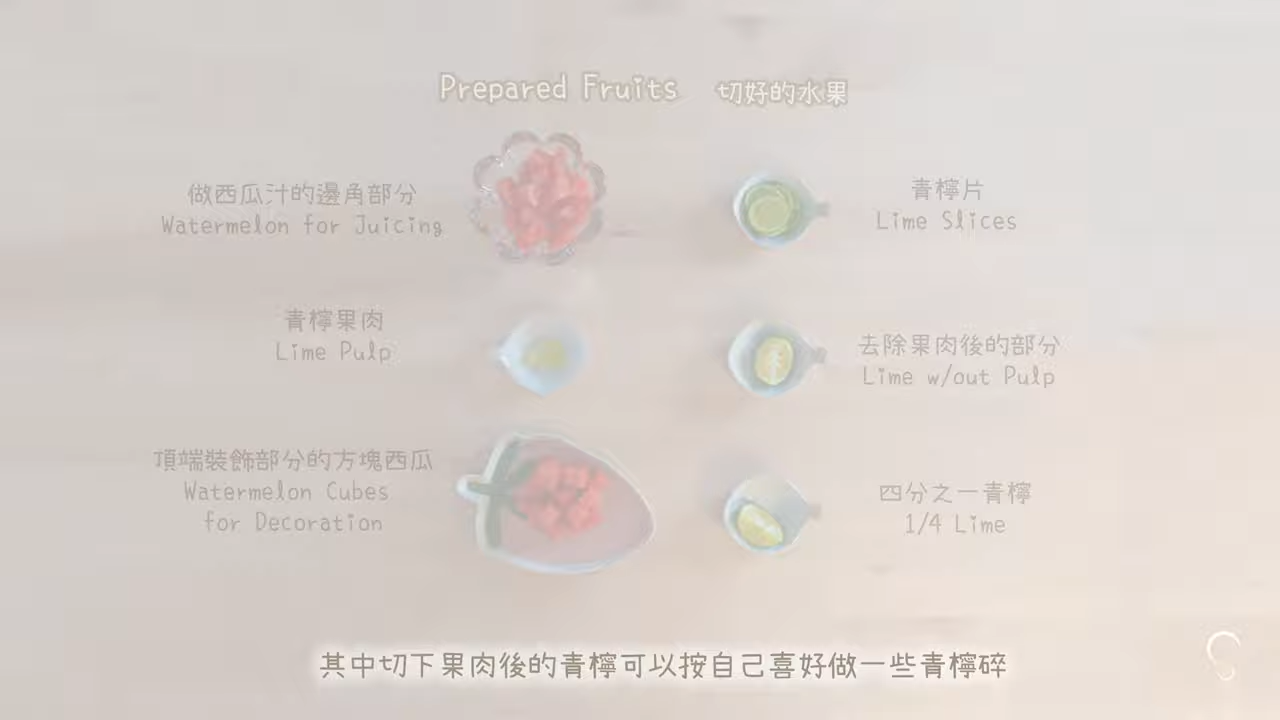 Prepared Fruits 切好的水果
做西瓜汁的邊角部分
Watermelon for Juicing
青檸片
Lime Slices
青檸果肉
Lime Pulp
去除果肉後的部分
Lime w/out Pulp
頂端裝飾部分的方塊西瓜
Watermelon Cubes
for Decoration
四分之一青檸
1/4 Lime
其中切下果肉後的青檸可以按自己喜好做一些青檸碎